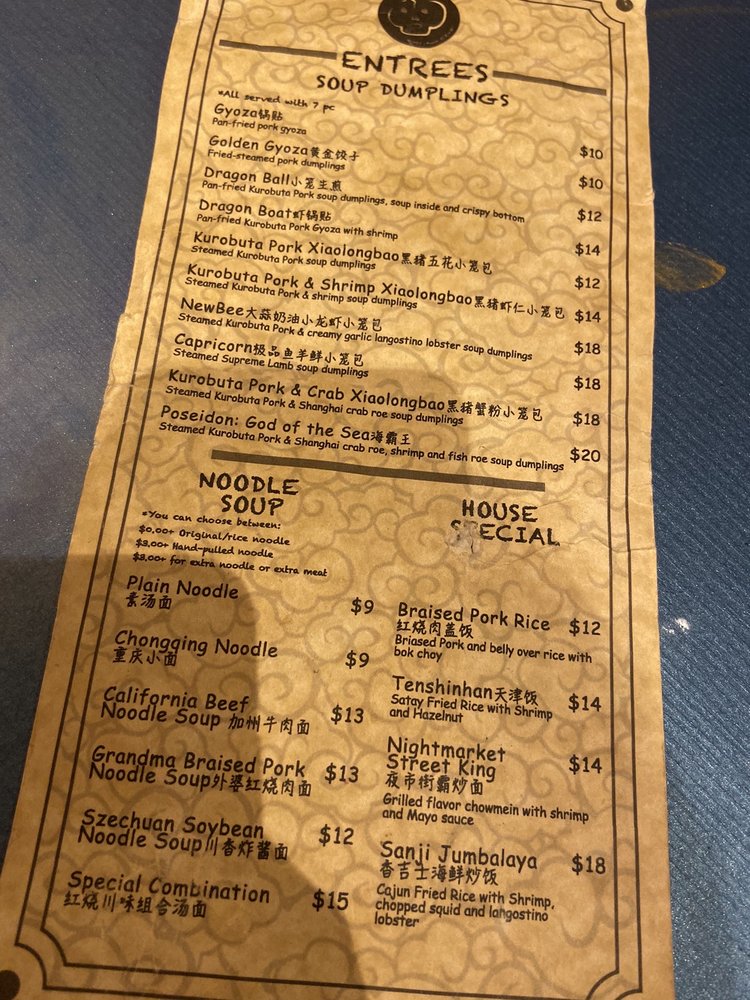 ENTREES
SOUP DUMPLINGS
*All served with 7 pc
Gyoza锅贴 $10
Pan-fried pork gyoza
Golden Gyoza黄金饺子 $10
Fried-steamed pork dumplings
Dragon Ball小笼生煎 $12
Pan-fried Kurobuta Pork soup dumplings, soup inside and crispy bottom
Dragon Boat虾锅贴 $14
Pan-fried Kurobuta Pork Gyoza with shrimp
Kurobuta Pork Xiaolongbao黑猪五花小笼包 $12
Steamed Kurobuta Pork soup dumplings
Kurobuta Pork & Shrimp Xiaolongbao黑猪虾仁小笼包 $14
Steamed Kurobuta Pork & shrimp soup dumplings
NewBee大蒜奶油小龙虾小笼包 $18
Steamed Kurobuta Pork & creamy garlic langostino lobster soup dumplings
Capricorn极品鱼羊鲜小笼包 $18
Steamed Supreme Lamb soup dumplings
Kurobuta Pork & Crab Xiaolongbao黑猪蟹粉小笼包 $18
Steamed Kurobuta Pork & Shanghai crab roe soup dumplings
Poseidon: God of the Sea海霸王 $20
Steamed Kurobuta Pork & Shanghai crab roe, shrimp and fish roe soup dumplings
NOODLE
SOUP
*You can choose between:
$0.00+ Original/rice noodle
$3.00+ Hand-pulled noodle
$3.00+ for extra noodle or extra meat
Plain Noodle $9
素汤面
Chongqing Noodle $9
重庆小面
California Beef
Noodle Soup 加州牛肉面 $13
Grandma Braised Pork
Noodle Soup外婆红烧肉面 $13
Szechuan Soybean
Noodle Soup川香炸酱面 $12
Special Combination $15
红烧川味组合汤面
HOUSE
SPECIAL
Braised Pork Rice $12
红烧肉盖饭
Briased Pork and belly over rice with
bok choy
Tenshinhan天津饭 $14
Satay Fried Rice with Shrimp
and Hazelnut
Nightmarket
Street King $14
夜市街霸炒面
Grilled flavor chowmein with shrimp
and Mayo sauce
Sanji Jumbalaya $18
香吉士海鲜炒饭
Cajun Fried Rice with Shrimp,
chopped squid and langostino
lobster